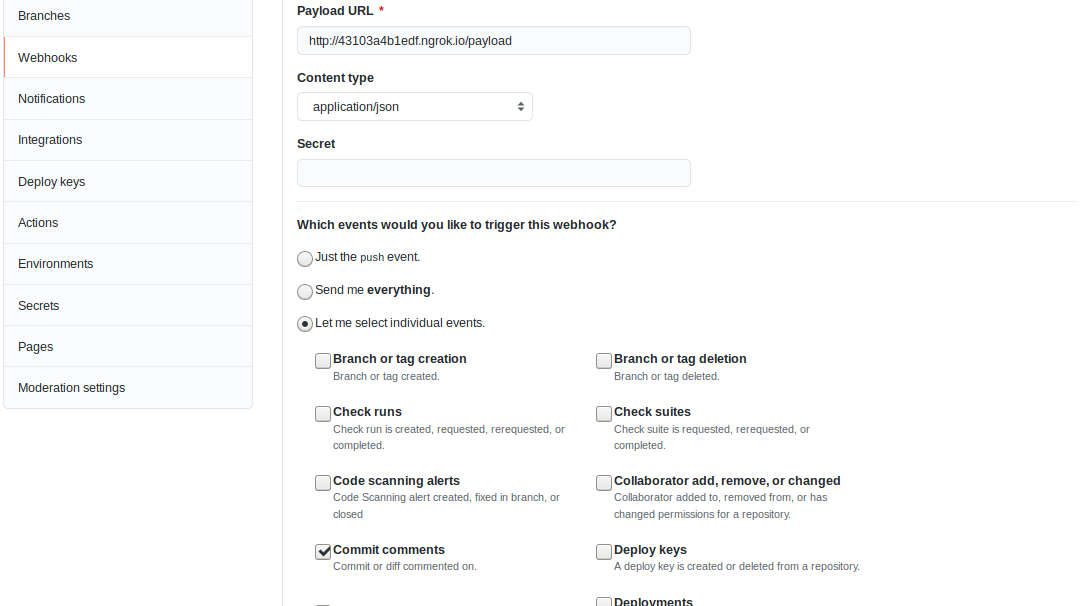 Branches
Webhooks
Notifications
Integrations
Deploy keys
Actions
Environments
Secrets
Pages
Moderation settings
Payload URL *
http://43103a4b1edf.ngrok.io/payload
Content type
application/json
Secret
Which events would you like to trigger this webhook?
Just the push event.
Send me everything.
Let me select individual events.
Branch or tag creation
Branch or tag created.
Branch or tag deletion
Branch or tag deleted.
Check runs
Check run is created, requested, rerequested, or
completed.
Check suites
Check suite is requested, rerequested, or
completed.
Code scanning alerts
Code Scanning alert created, fixed in branch, or
closed
Collaborator add, remove, or changed
Collaborator added to, removed from, or has
changed permissions for a repository.
Commit comments
Commit or diff commented on.
Deploy keys
A deploy key is created or deleted from a repository.
Deployments